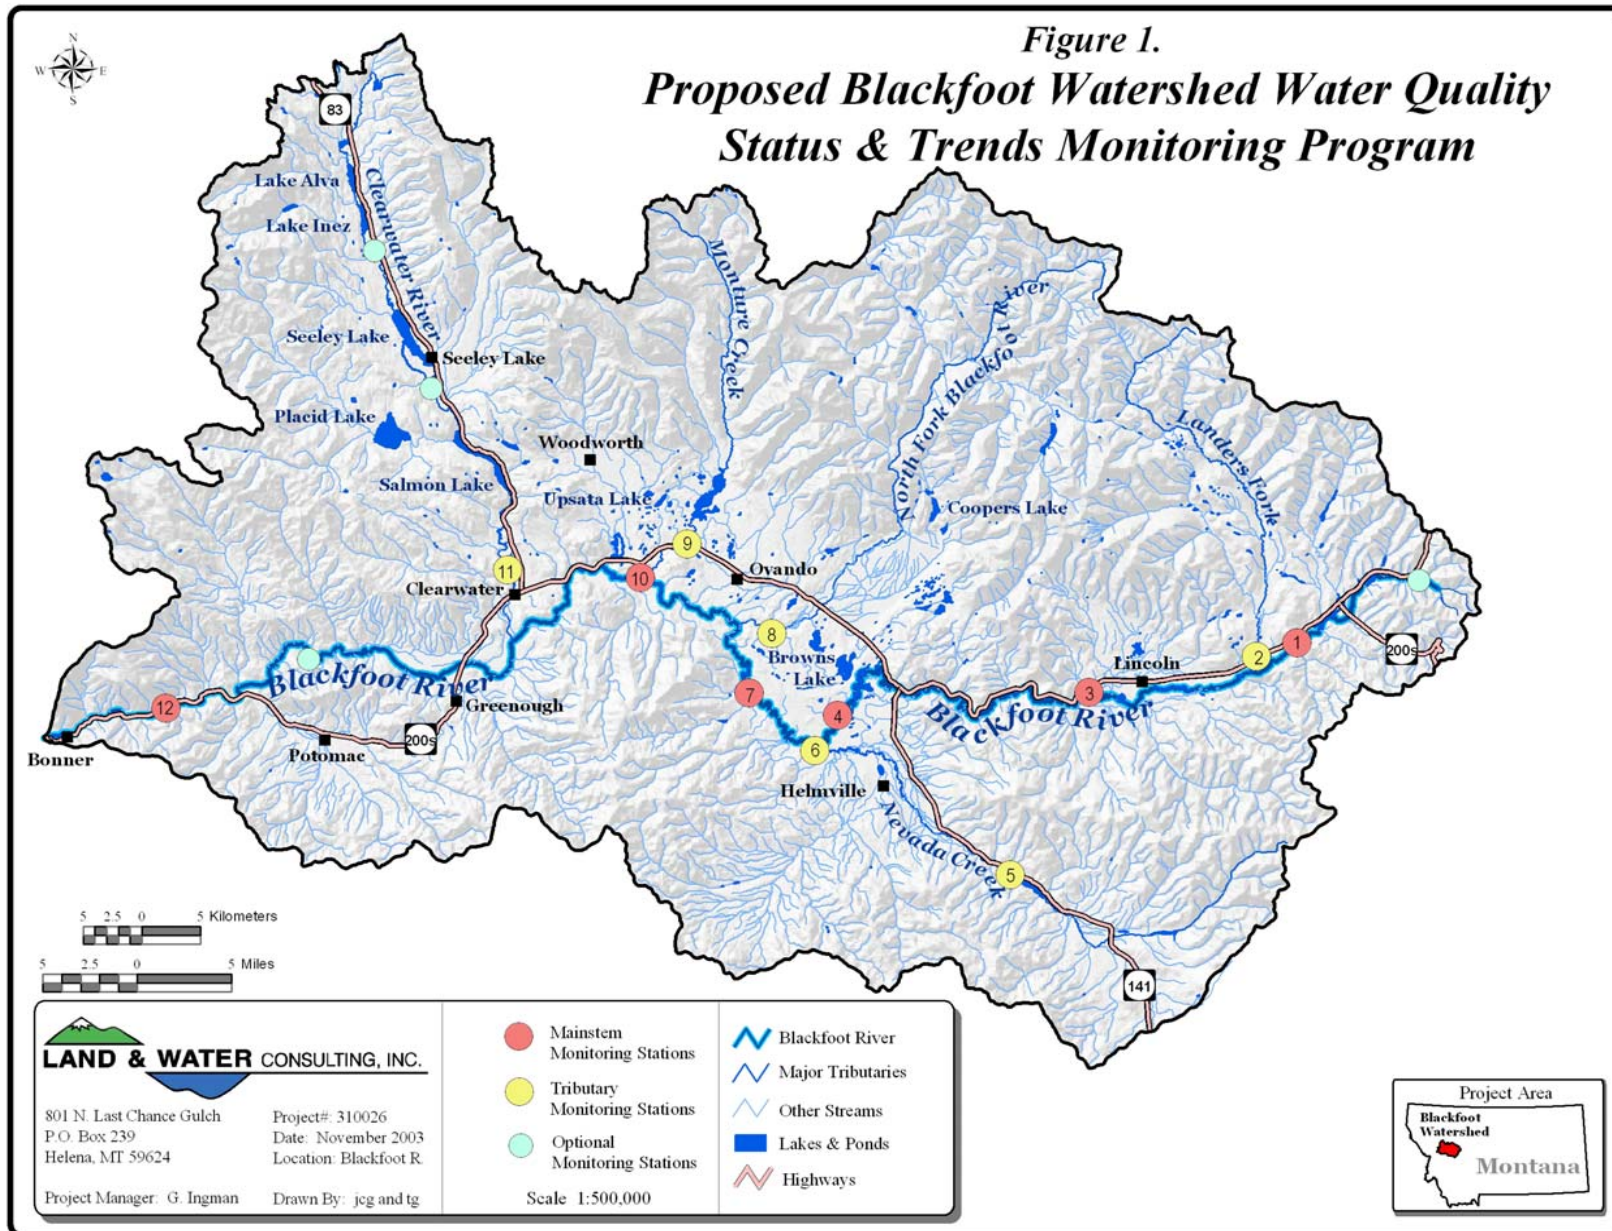 Figure 1.
Proposed Blackfoot Watershed Water Quality
Status & Trends Monitoring Program
N
W E
S
83
Lake Alva
Clearwater River
Lake Inez
Monture Creek
North Fork Blackfoot River
Seeley Lake
Seeley Lake
Placid Lake
Landers Fork
Woodworth
Salmon Lake
Upsata Lake
Coopers Lake
9
11
10
Ovando
Clearwater
8
1
2
200s
Browns
Lake
Lincoln
Blackfoot River
7
3
12
Greenough
4
Blackfoot River
200s
6
Bonner
Potomac
Helmville
Nevada Creek
5
141
5 2.5 0 5 Kilometers
5 2.5 0 5 Miles
LAND & WATER CONSULTING, INC.
801 N. Last Chance Gulch
P.O. Box 239
Helena, MT 59624
Project Manager: G. Ingman
Project#: 310026
Date: November 2003
Location: Blackfoot R.
Drawn By: jcg and tg
Mainstem
Monitoring Stations
Tributary
Monitoring Stations
Optional
Monitoring Stations
Scale 1:500,000
Blackfoot River
Major Tributaries
Other Streams
Lakes & Ponds
Highways
Project Area
Blackfoot
Watershed
Montana